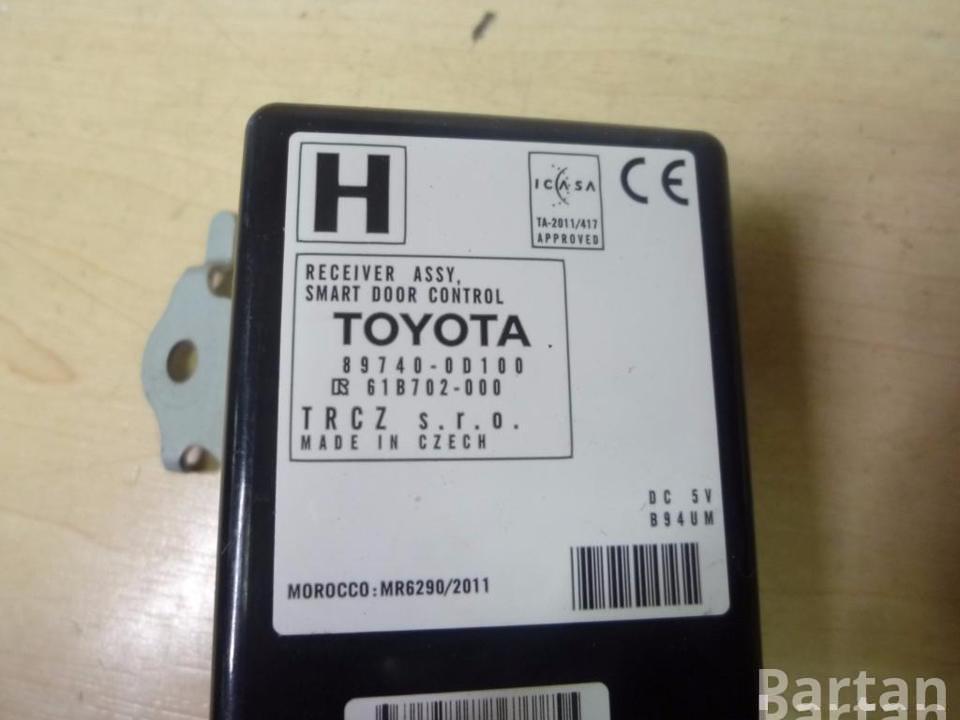 H
ICASA
TA-2011/417
APPROVED
CE
RECEIVER ASSY,
SMART DOOR CONTROL
TOYOTA
89740-0D100
R 61B702-000
TRCZ s.r.o.
MADE IN CZECH
DC 5V
B94UM
MOROCCO:MR6290/2011
Bartan
Bartan